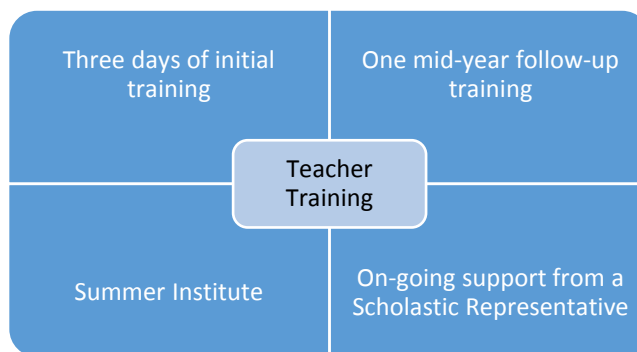 Three days of initial
training
One mid-year follow-up
training
Teacher
Training
Summer Institute
On-going support from a
Scholastic Representative